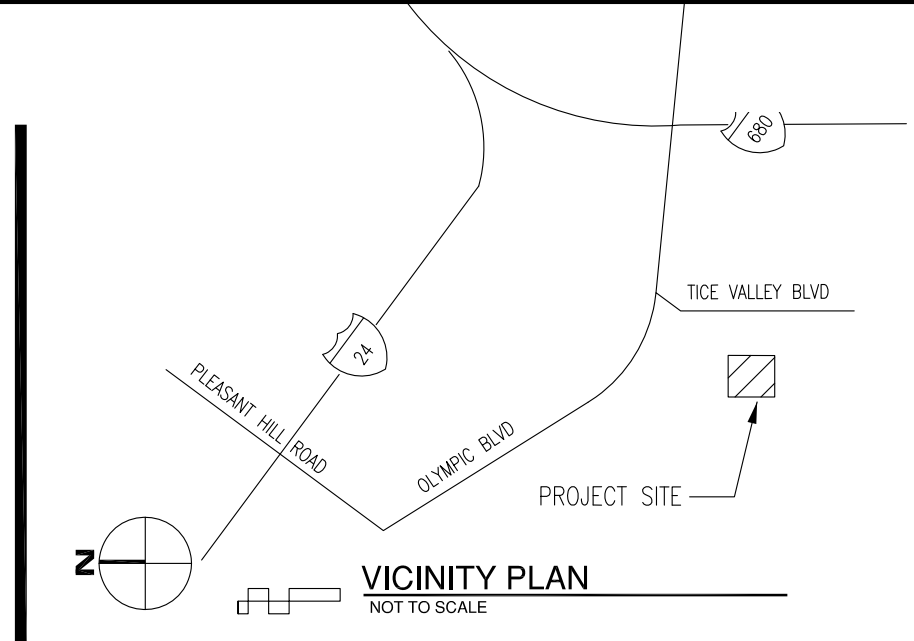 680
TICE VALLEY BLVD
24
PLEASANT HILL ROAD
OLYMPIC BLVD
PROJECT SITE
N
VICINITY PLAN
NOT TO SCALE